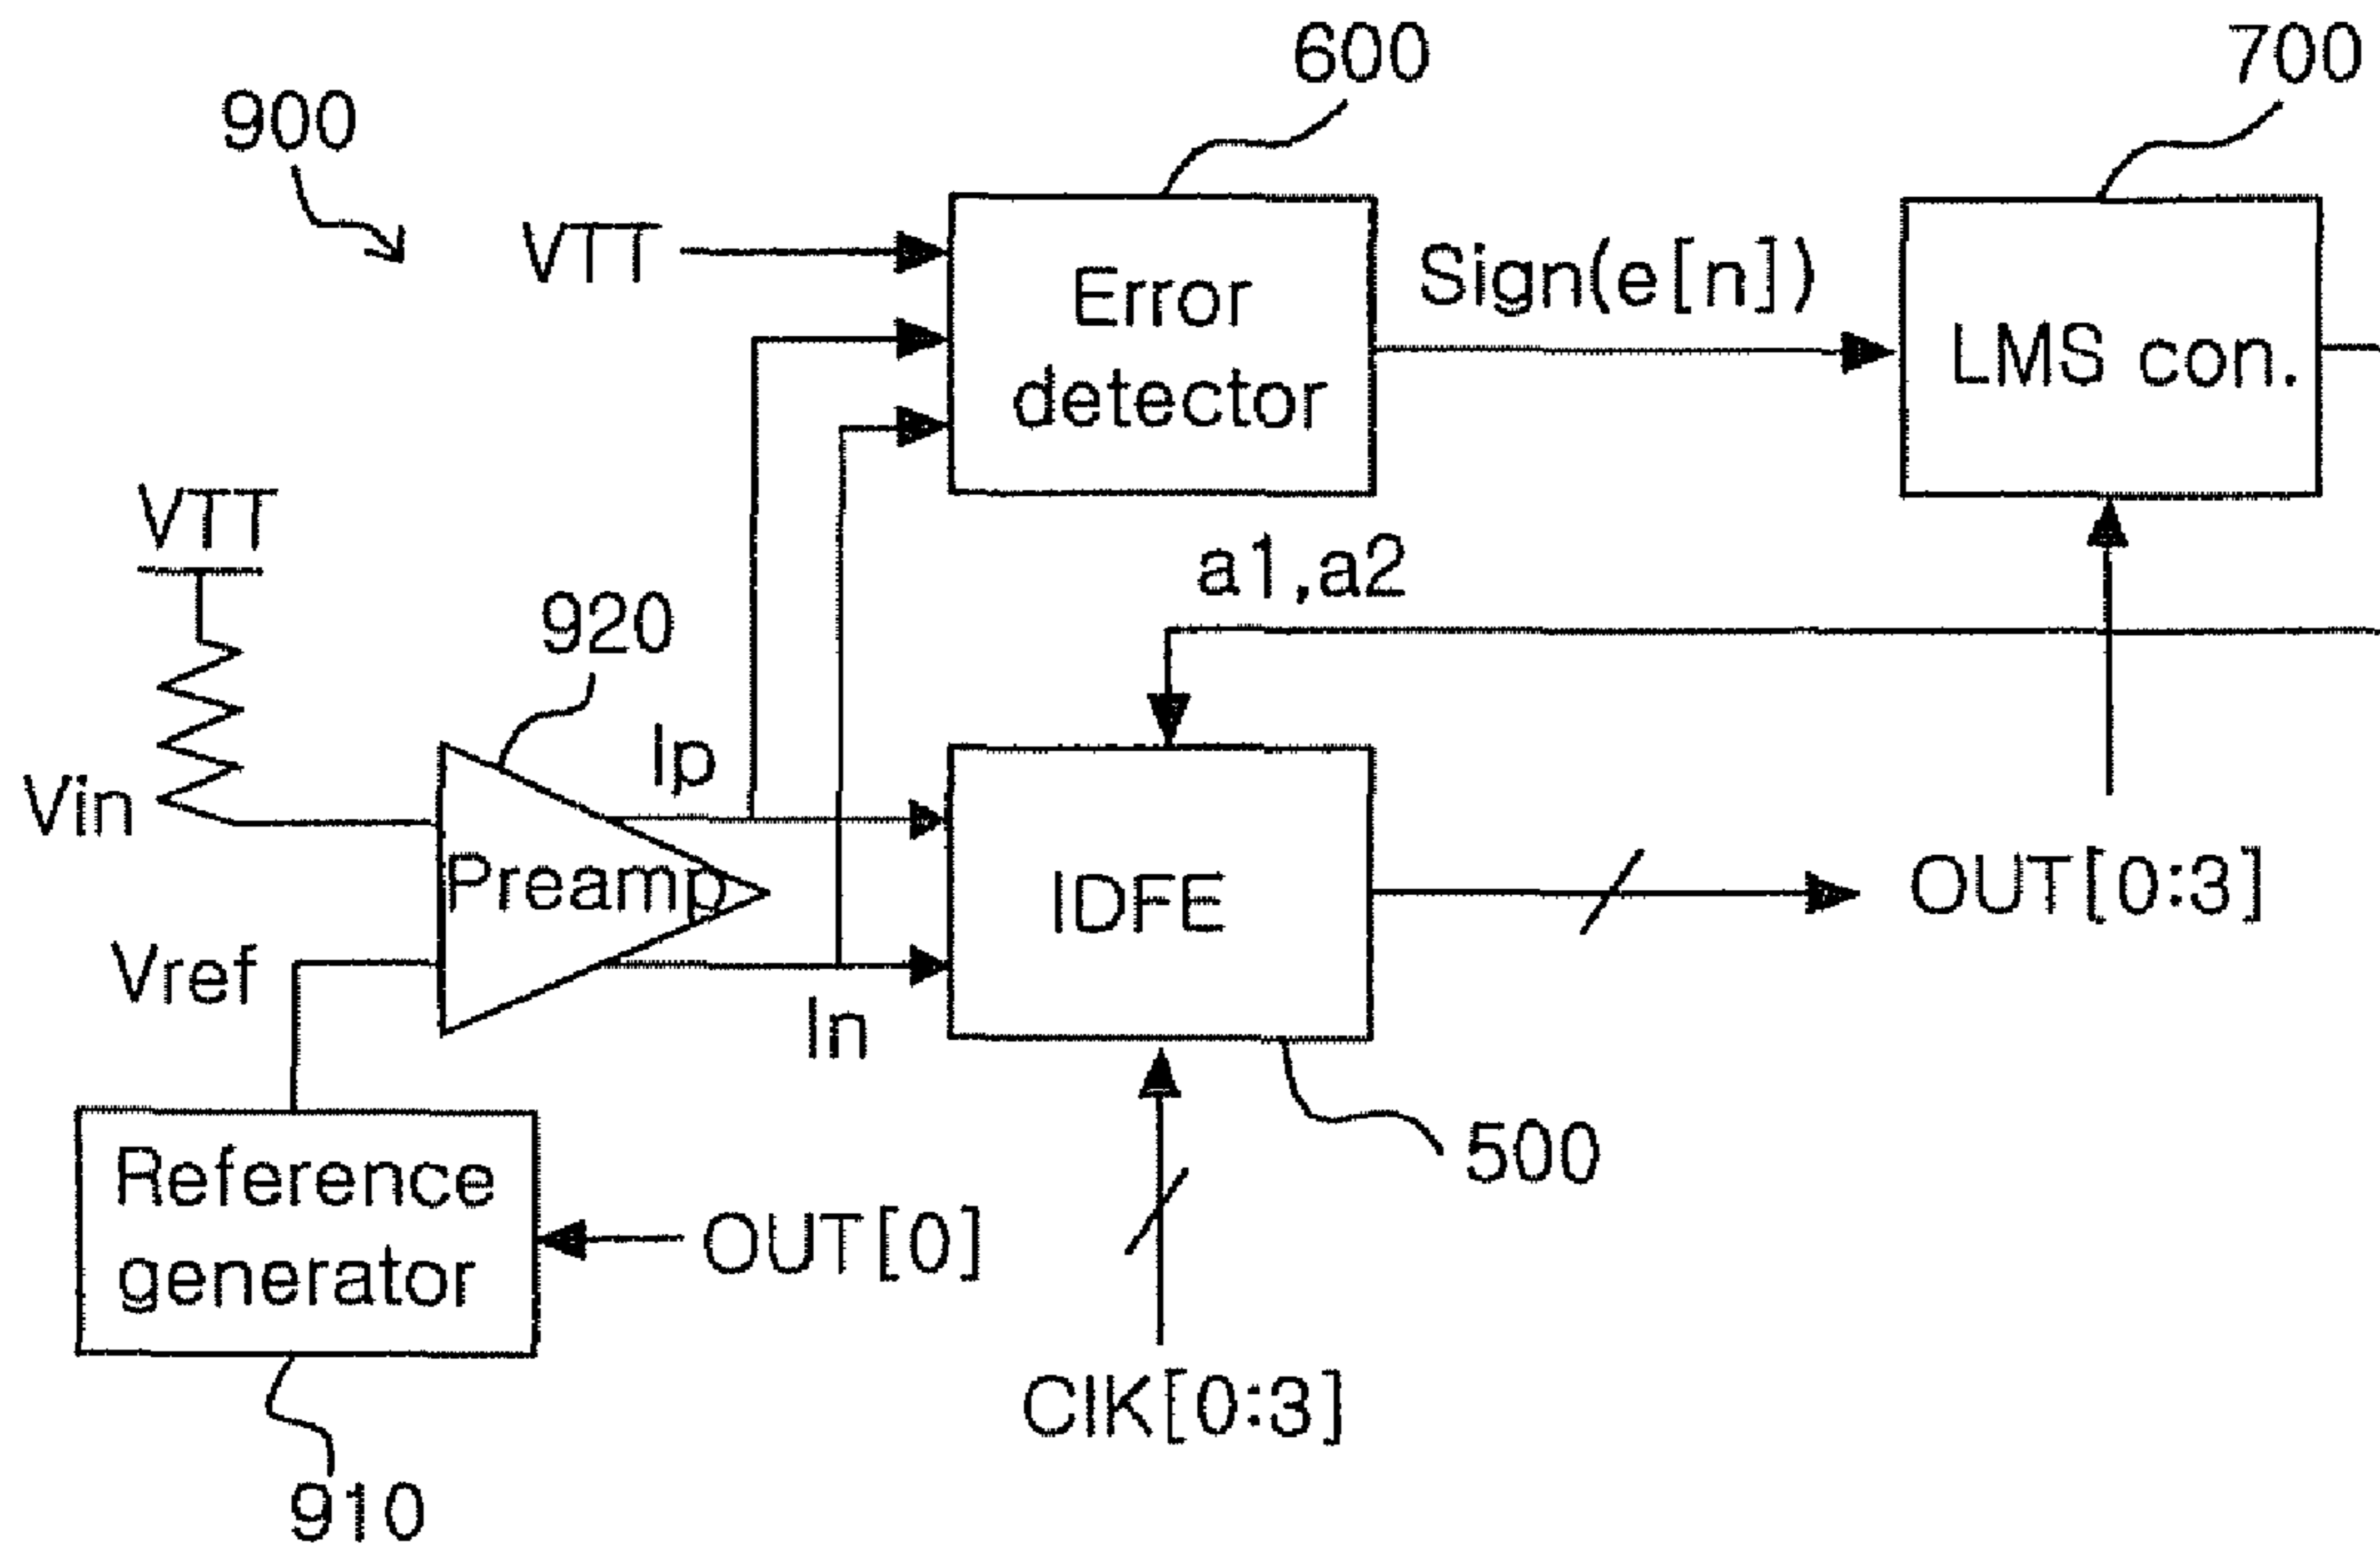 600
700
900
VTT
Error
detector
Sign(e[n])
LMS con.
VTT
a1,a2
920
Ip
Vin
Preamp
IDFE
OUT[0:3]
Vref
In
500
Reference
generator
OUT[0]
ClK[0:3]
910